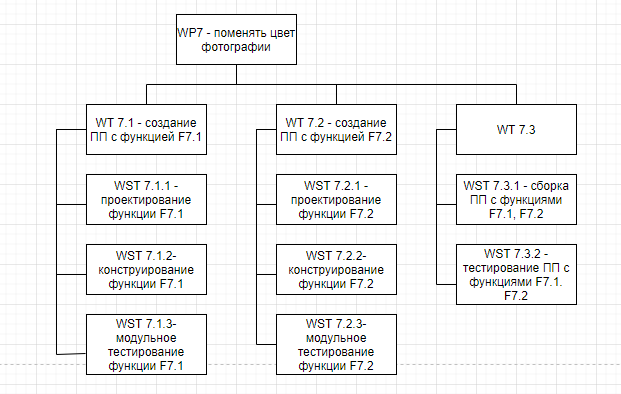 WP7 - поменять цвет
фотографии
WT 7.1 - создание
ПП с функцией F7.1
WT 7.2 - создание
ПП с функцией F7.2
WT 7.3
WST 7.1.1 -
проектирование
функции F7.1
WST 7.2.1 -
проектирование
функции F7.2
WST 7.3.1 - сборка
ПП с функциями
F7.1, F7.2
WST 7.1.2-
конструирование
функции F7.1
WST 7.2.2-
конструирование
функции F7.2
WST 7.3.2 -
тестирование ПП с
функциями F7.1.
F7.2
WST 7.1.3-
модульное
тестирование
функции F7.1
WST 7.2.3-
модульное
тестирование
функции F7.2